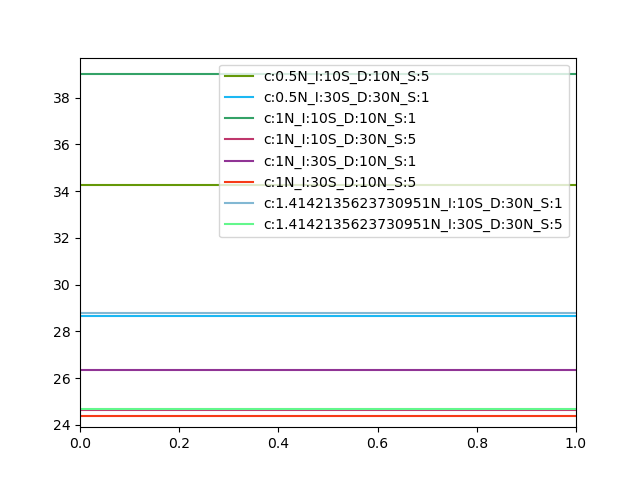 c:0.5N_I:10S_D:10N_S:5
c:0.5N_I:30S_D:30N_S:1
c:1N_I:10S_D:10N_S:1
c:1N_I:10S_D:30N_S:5
c:1N_I:30S_D:10N_S:1
c:1N_I:30S_D:10N_S:5
c:1.4142135623730951N_I:10S_D:30N_S:1
c:1.4142135623730951N_I:30S_D:30N_S:5
38
36
34
32
30
28
26
24
0.0 0.2 0.4 0.6 0.8 1.0